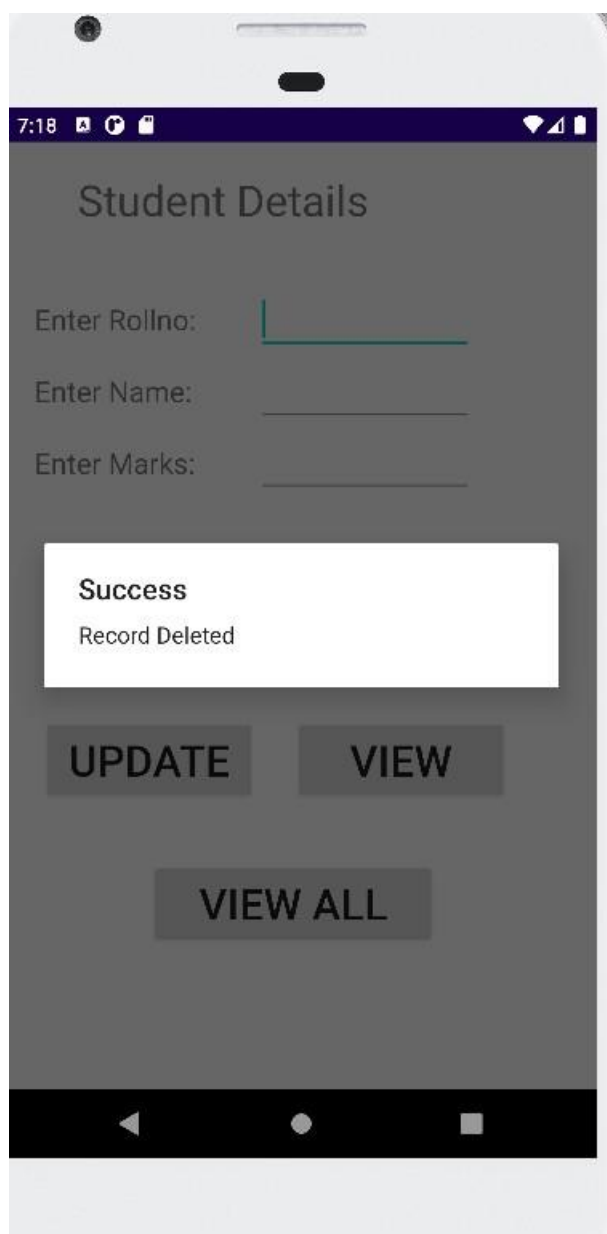 7:18
Student Details
Enter Rollno:
Enter Name:
Enter Marks:
Success
Record Deleted
UPDATE VIEW
VIEW ALL